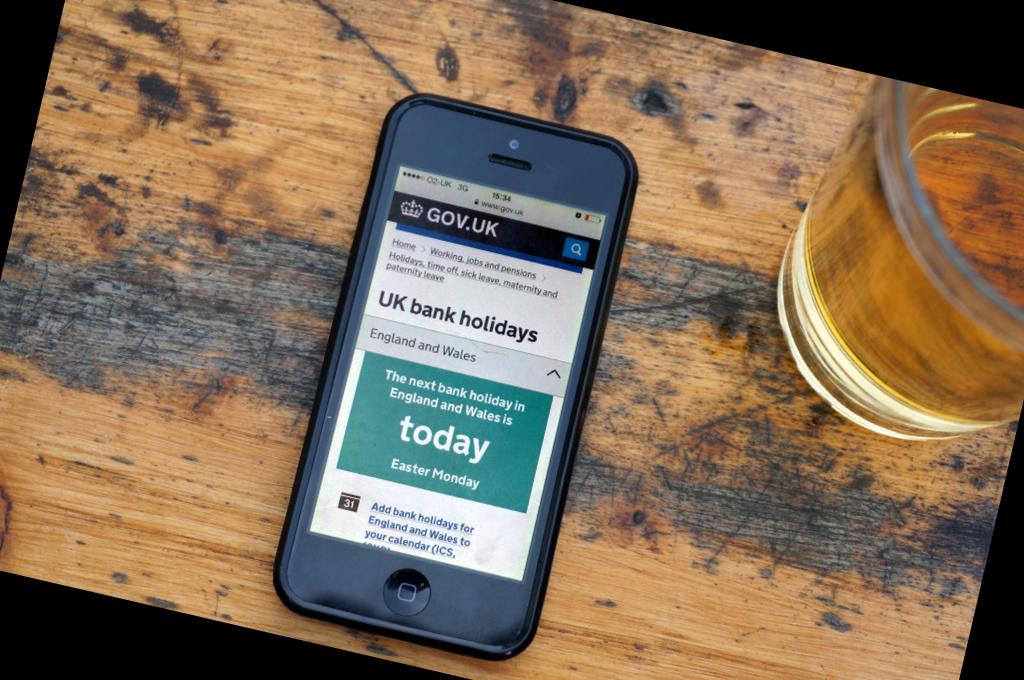 O2-UK 3G 15:34
www.gov.uk
GOV.UK
Home > Working, jobs and pensions >
Holidays, time off, sick leave, maternity and
paternity leave
UK bank holidays
England and Wales
The next bank holiday in
England and Wales is
today
Easter Monday
31
Add bank holidays for
England and Wales to
your calendar (ICS,